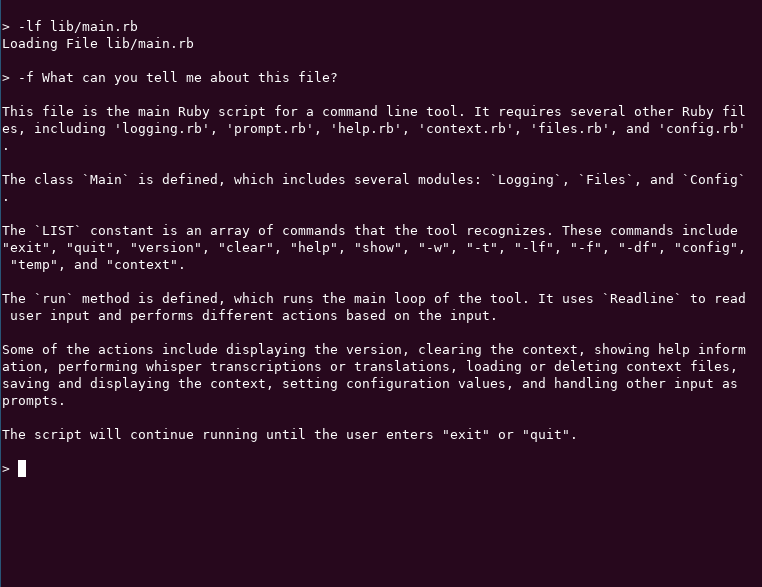 > -lf lib/main.rb
Loading File lib/main.rb
> -f What can you tell me about this file?
This file is the main Ruby script for a command line tool. It requires several other Ruby fil
es, including 'logging.rb', 'prompt.rb', 'help.rb', 'context.rb', 'files.rb', and 'config.rb'
.
The class `Main` is defined, which includes several modules: `Logging`, `Files`, and `Config`
.
The `LIST` constant is an array of commands that the tool recognizes. These commands include
"exit", "quit", "version", "clear", "help", "show", "-w", "-t", "-lf", "-f", "-df", "config",
 "temp", and "context".
The `run` method is defined, which runs the main loop of the tool. It uses `Readline` to read
 user input and performs different actions based on the input.
Some of the actions include displaying the version, clearing the context, showing help inform
ation, performing whisper transcriptions or translations, loading or deleting context files,
saving and displaying the context, setting configuration values, and handling other input as
prompts.
The script will continue running until the user enters "exit" or "quit".
>